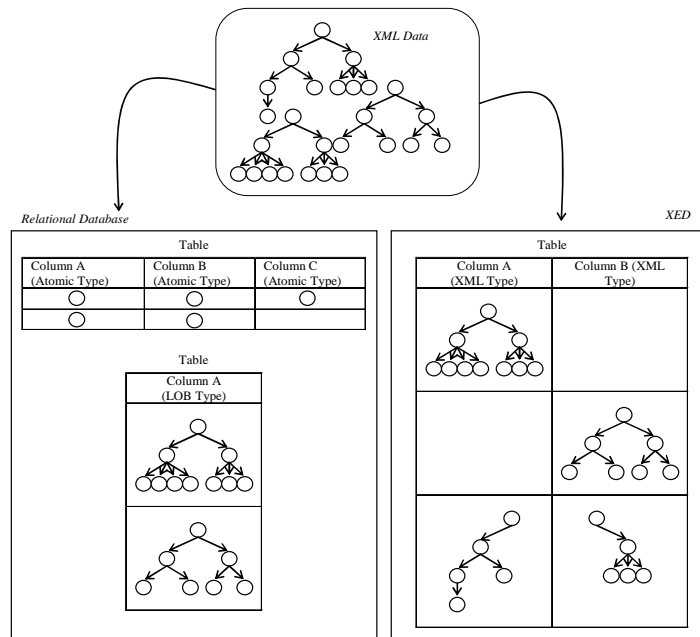 XML Data
Relational Database
XED
Table
Column A
(Atomic Type)
Column B
(Atomic Type)
Column C
(Atomic Type)
Table
Column A
(LOB Type)
Table
Column A
(XML Type)
Column B (XML
Type)